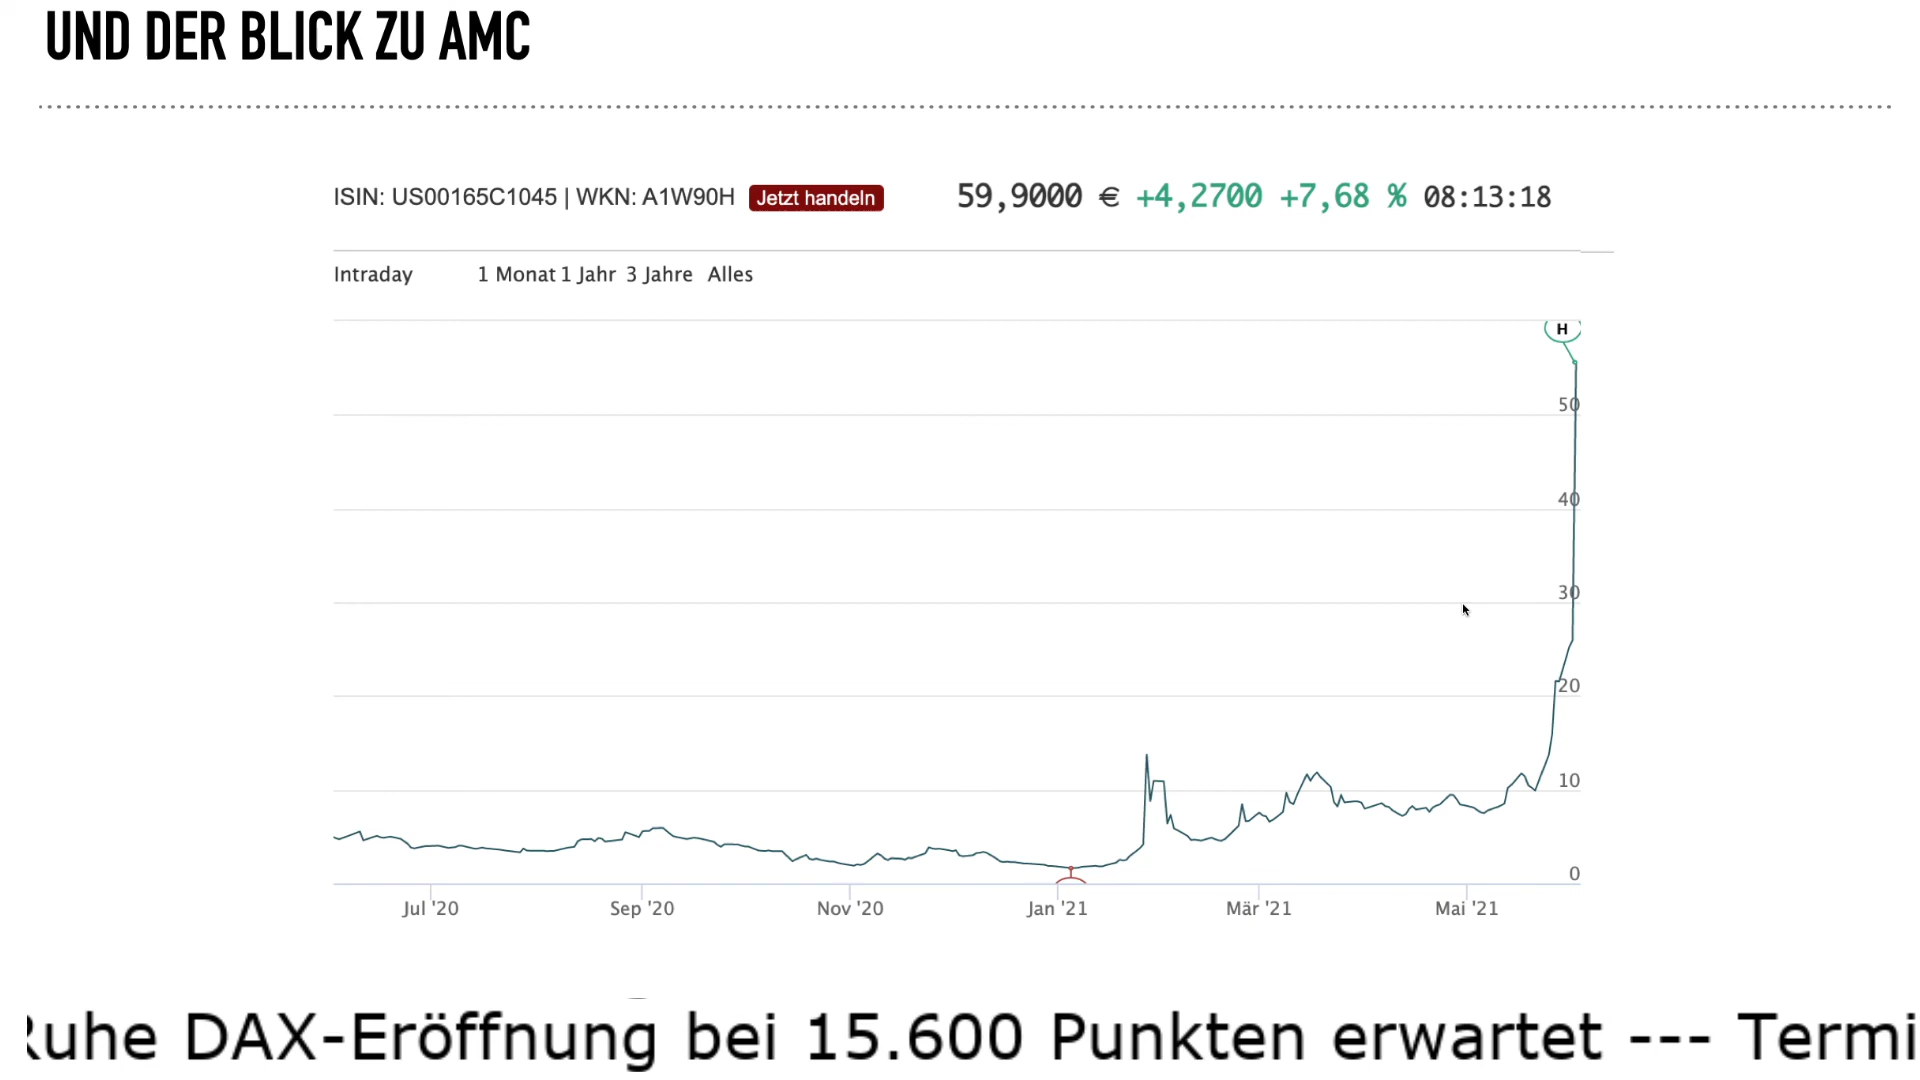 UND DER BLICK ZU AMC
ISIN: US00165C1045 | WKN: A1W90H Jetzt handeln 59,9000 € +4,2700 +7,68 % 08:13:18
Intraday 1 Monat 1 Jahr 3 Jahre Alles
H
50
40
30
20
10
0
Jul '20 Sep '20 Nov '20 Jan '21 Mär '21 Mai '21
DAX-Eröffnung bei 15.600 Punkten erwartet ---